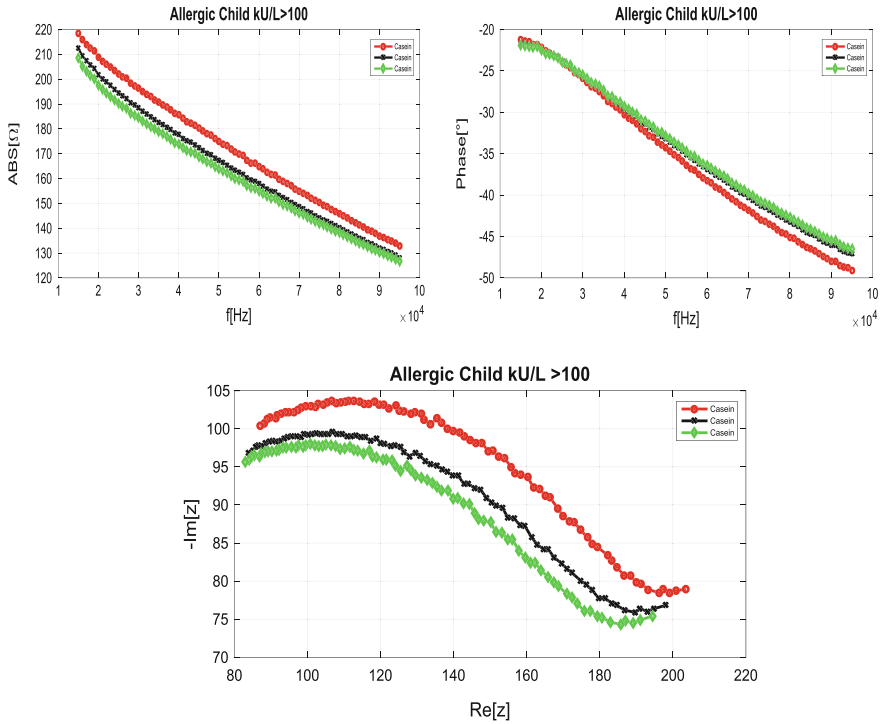 Allergic Child kU/L>100
220
210
200
190
180
170
160
150
140
130
120
ABS[Ω]
Casein
Casein
Casein
1 2 3 4 5 6 7 8 9 10
f[Hz]
×10^4
Allergic Child kU/L>100
-20
-25
-30
-35
-40
-45
-50
Phase[°]
Casein
Casein
Casein
1 2 3 4 5 6 7 8 9 10
f[Hz]
×10^4
Allergic Child kU/L >100
105
100
95
90
85
80
75
70
-Im[z]
Casein
Casein
Casein
80 100 120 140 160 180 200 220
Re[z]